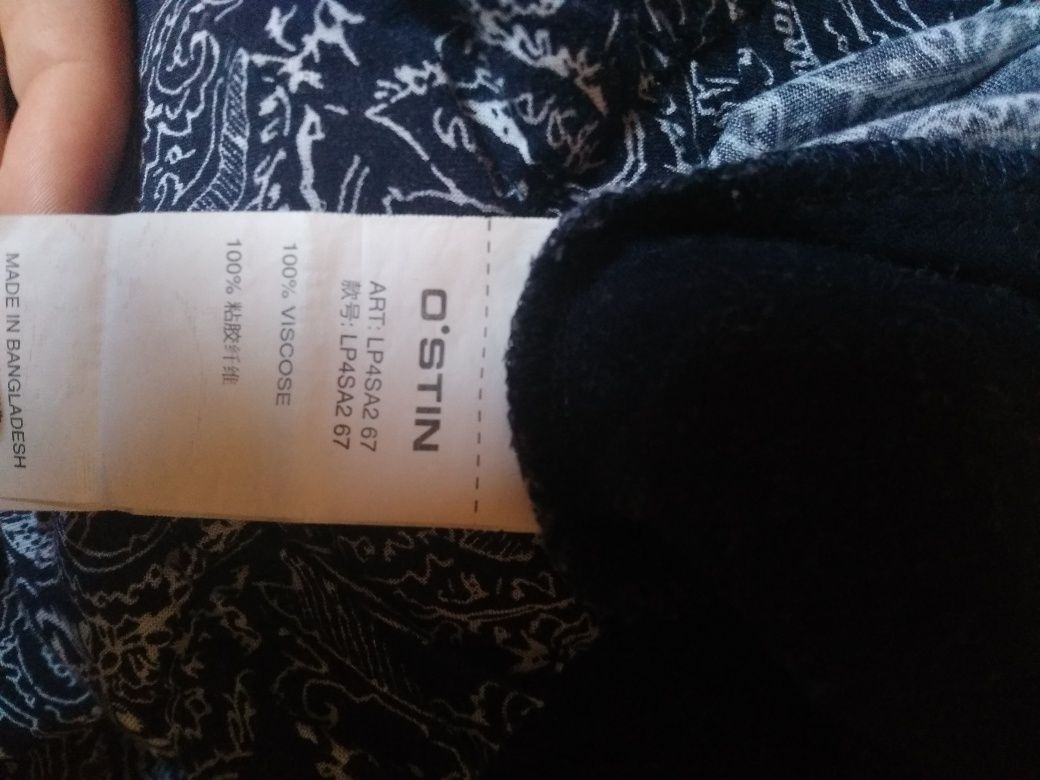 O'STIN
ART: LP4SA2 67
款号: LP4SA2 67
100% VISCOSE
100% 粘胶纤维
MADE IN BANGLADESH